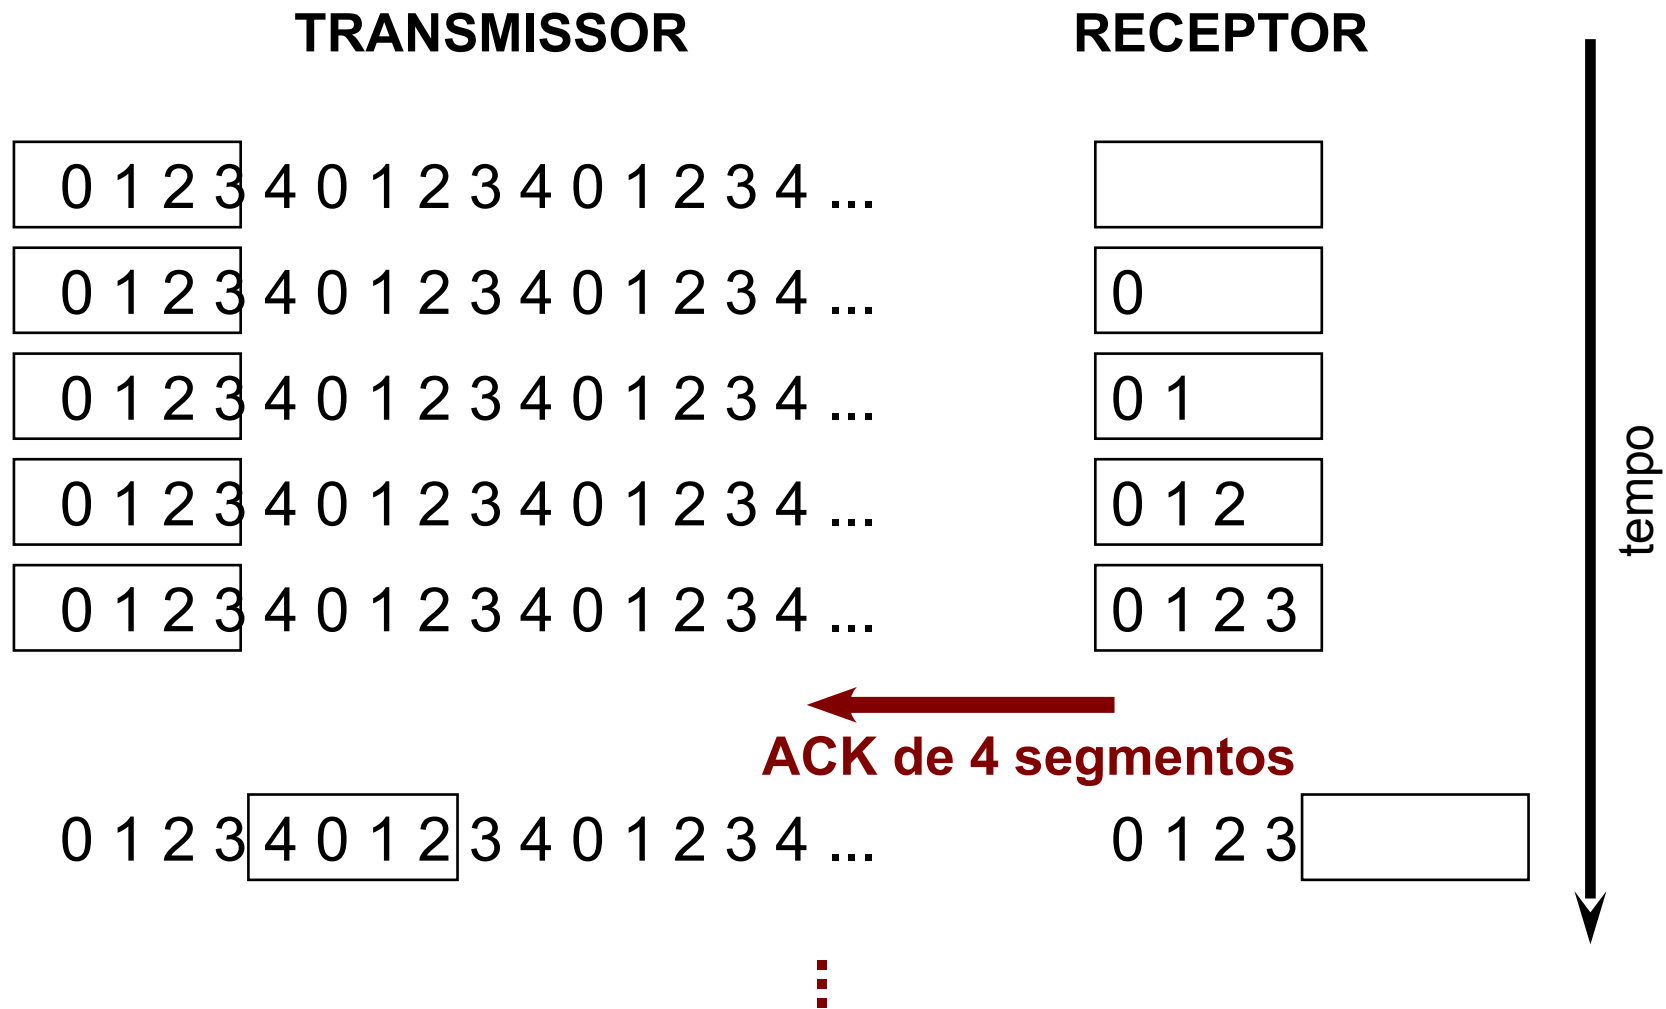 TRANSMISSOR RECEPTOR
0 1 2 3 4 0 1 2 3 4 0 1 2 3 4 ...
0 1 2 3 4 0 1 2 3 4 0 1 2 3 4 ... 0
0 1 2 3 4 0 1 2 3 4 0 1 2 3 4 ... 0 1
0 1 2 3 4 0 1 2 3 4 0 1 2 3 4 ... 0 1 2
0 1 2 3 4 0 1 2 3 4 0 1 2 3 4 ... 0 1 2 3
tempo
ACK de 4 segmentos
0 1 2 3 4 0 1 2 3 4 0 1 2 3 4 ... 0 1 2 3